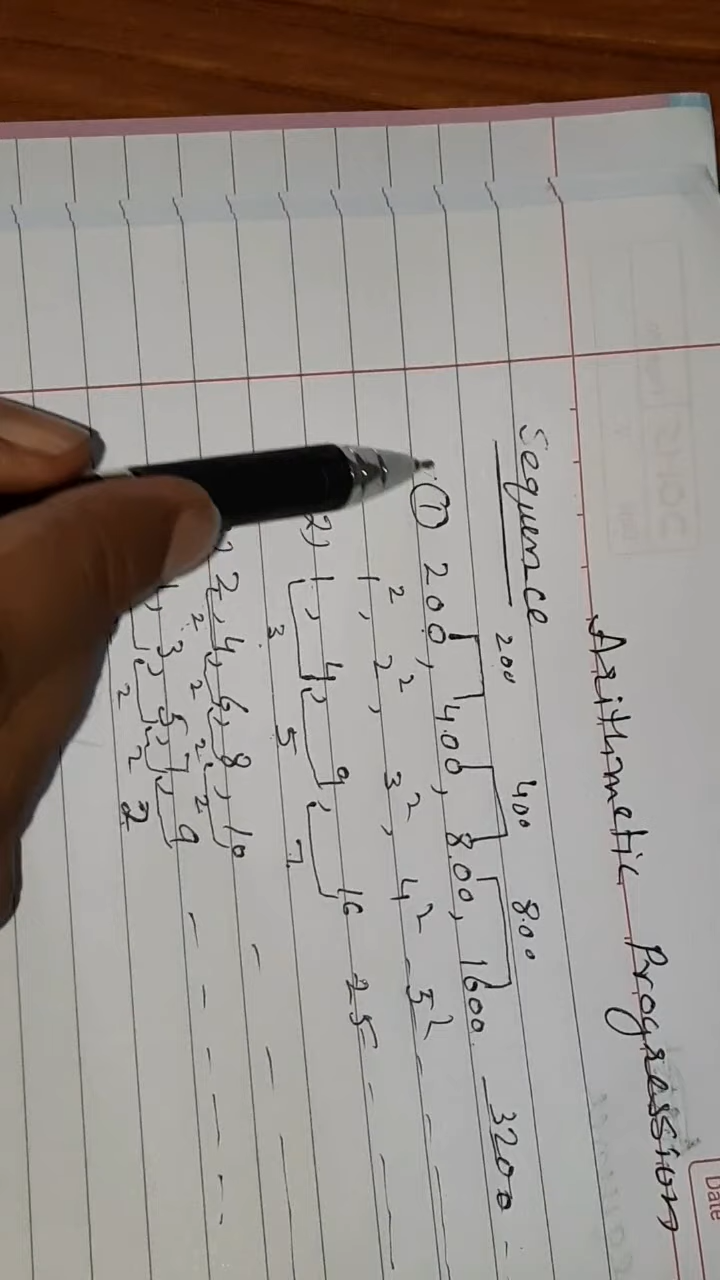 Date
Arithmetic Progression
Sequence
200 400 800
① 200, 400, 800, 1600. 3200 -
1², 2², 3², 4² 5² - - -
2) 1, 4, 9, 16 25 - - -
3 5 7
2, 4, 6, 8, 10 - - -
2 2 2 2
1, 3, 5, 7, 9 - - - - -
2 2 2